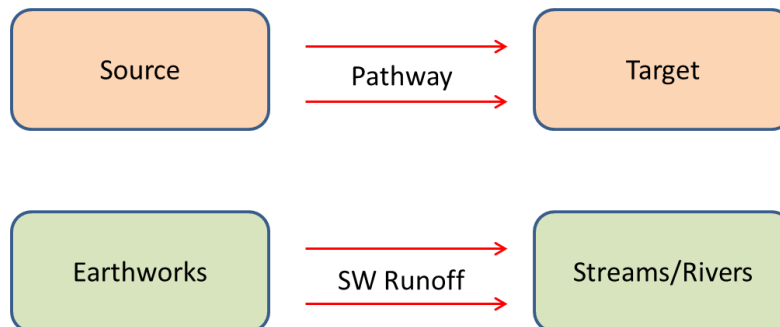 Source
Pathway
Target
Earthworks
SW Runoff
Streams/Rivers